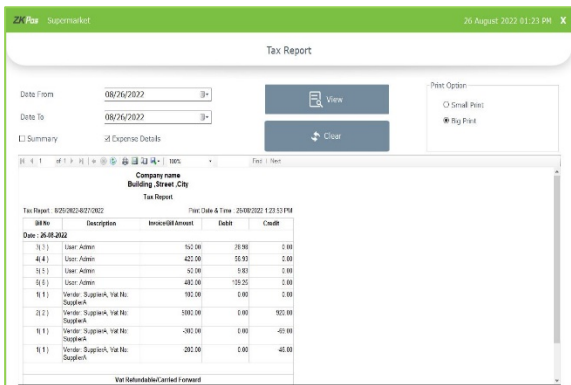 ZKPos Supermarket 26 August 2022 01:23 PM X
Tax Report
Date From 08/26/2022
Date To 08/26/2022
Summary Expense Details
View
Clear
Print Option
Small Print
Big Print
1 of 1 100% Find | Next
Company name
Building ,Street ,City
Tax Report
Tax Report : 8/26/2022-8/27/2022 Print Date & Time : 26/08/2022 1:23:53 PM
Bill No Description Invoice/Bill Amount Debit Credit
Date : 26-08-2022
3( 3 ) User: Admin 150.00 28.90 0.00
4( 4 ) User: Admin 420.00 56.93 0.00
5( 5 ) User: Admin 50.00 9.83 0.00
6( 6 ) User: Admin 400.00 109.25 0.00
1( 1 ) Vendor: SupplierA, Vat No: 100.00 0.00 0.00
SupplierA
2( 2 ) Vendor: SupplierA, Vat No: 5000.00 0.00 920.00
SupplierA
1( 1 ) Vendor: SupplierA, Vat No: -300.00 0.00 -69.00
SupplierA
1( 1 ) Vendor: SupplierA, Vat No: -200.00 0.00 -46.00
SupplierA
Vat Refundable/Carried Forward